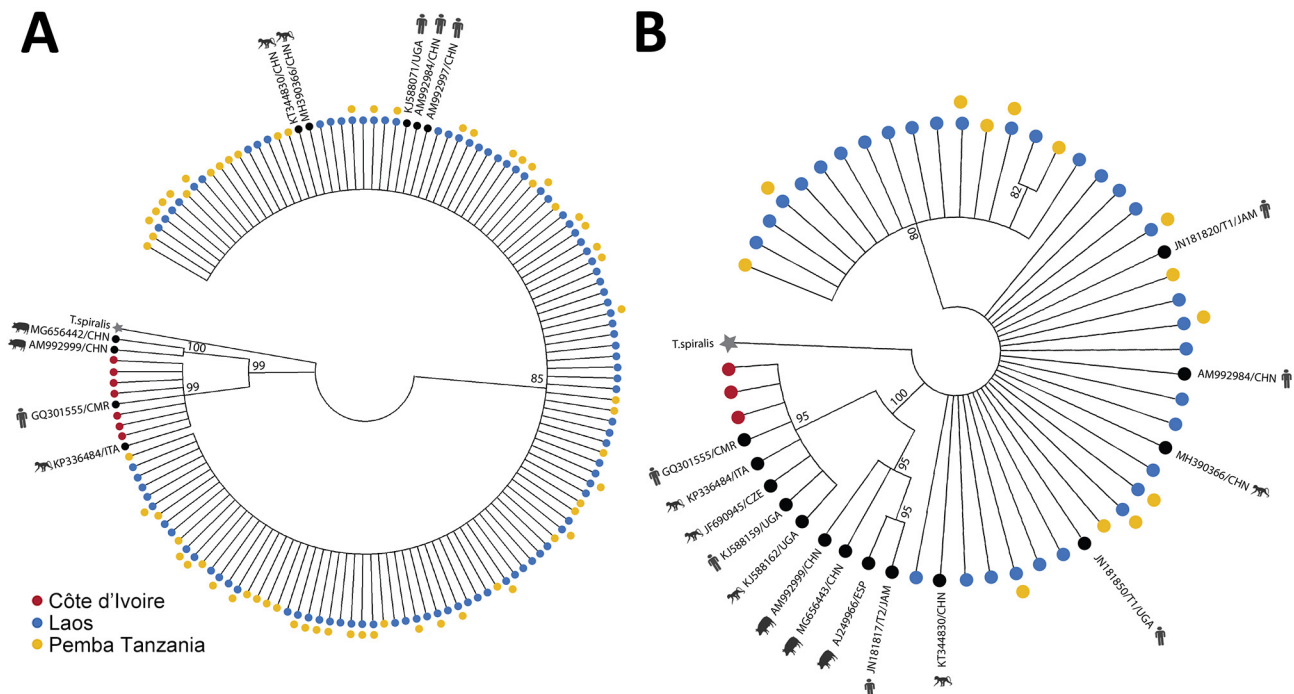 A
KT344830/CHN
MH390366/CHN
KJ588071/UGA
AM992984/CHN
AM992997/CHN
T.spiralis
MG656442/CHN
AM992999/CHN
100
99
99
GQ301555/CMR
KP336484/ITA
85
Côte d'Ivoire
Laos
Pemba Tanzania
B
82
80
JN181820/T1/JAM
T.spiralis
AM992984/CHN
100
95
95
95
GQ301555/CMR
KP336484/ITA
JF690945/CZE
KJ588159/UGA
KJ588162/UGA
AM992999/CHN
MG656443/CHN
AJ249966/ESP
JN181817/T2/JAM
KT344830/CHN
JN181850/T1/UGA
MH390366/CHN